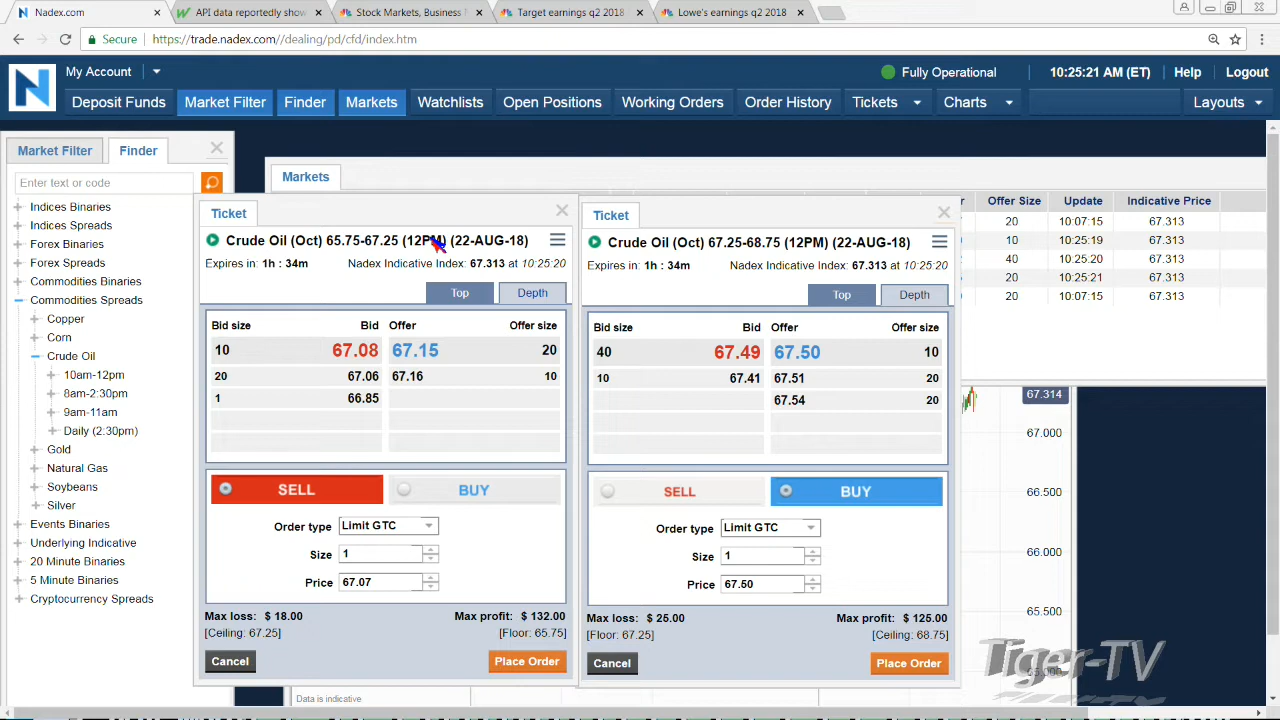 Nadex.com
API data reportedly show
Stock Markets, Business
Target earnings q2 2018
Lowe's earnings q2 2018
Secure
https://trade.nadex.com//dealing/pd/cfd/index.htm
N
My Account
Fully Operational
10:25:21 AM (ET)
Help
Logout
Deposit Funds
Market Filter
Finder
Markets
Watchlists
Open Positions
Working Orders
Order History
Tickets
Charts
Layouts
Market Filter
Finder
Enter text or code
Indices Binaries
Indices Spreads
Forex Binaries
Forex Spreads
Commodities Binaries
Commodities Spreads
Copper
Corn
Crude Oil
10am-12pm
8am-2:30pm
9am-11am
Daily (2.30pm)
Gold
Natural Gas
Soybeans
Silver
Events Binaries
Underlying Indicative
20 Minute Binaries
5 Minute Binaries
Cryptocurrency Spreads
Markets
Ticket
Crude Oil (Oct) 65.75-67.25 (12PM) (22-AUG-18)
Expires in: 1h : 34m
Nadex Indicative Index: 67.313 at 10:25:20
Top
Depth
Bid size Bid Offer Offer size
10 67.08 67.15 20
20 67.06 67.16 10
1 66.85
SELL
BUY
Order type Limit GTC
Size 1
Price 67.07
Max loss: $ 18.00 Max profit: $ 132.00
[Ceiling: 67.25] [Floor: 65.75]
Cancel
Place Order
Ticket
Crude Oil (Oct) 67.25-68.75 (12PM) (22-AUG-18)
Expires in: 1h : 34m
Nadex Indicative Index: 67.313 at 10:25:20
Top
Depth
Bid size Bid Offer Offer size
40 67.49 67.50 10
10 67.41 67.51 20
67.54 20
SELL
BUY
Order type Limit GTC
Size 1
Price 67.50
Max loss: $ 25.00 Max profit: $ 125.00
[Floor: 67.25] [Ceiling: 68.75]
Cancel
Place Order
Offer Size Update Indicative Price
20 10:07:15 67.313
10 10:25:19 67.313
40 10:25:20 67.313
20 10:25:21 67.313
20 10:07:15 67.313
67.314
67.000
66.500
66.000
65.500
Data is indicative
Tiger-TV